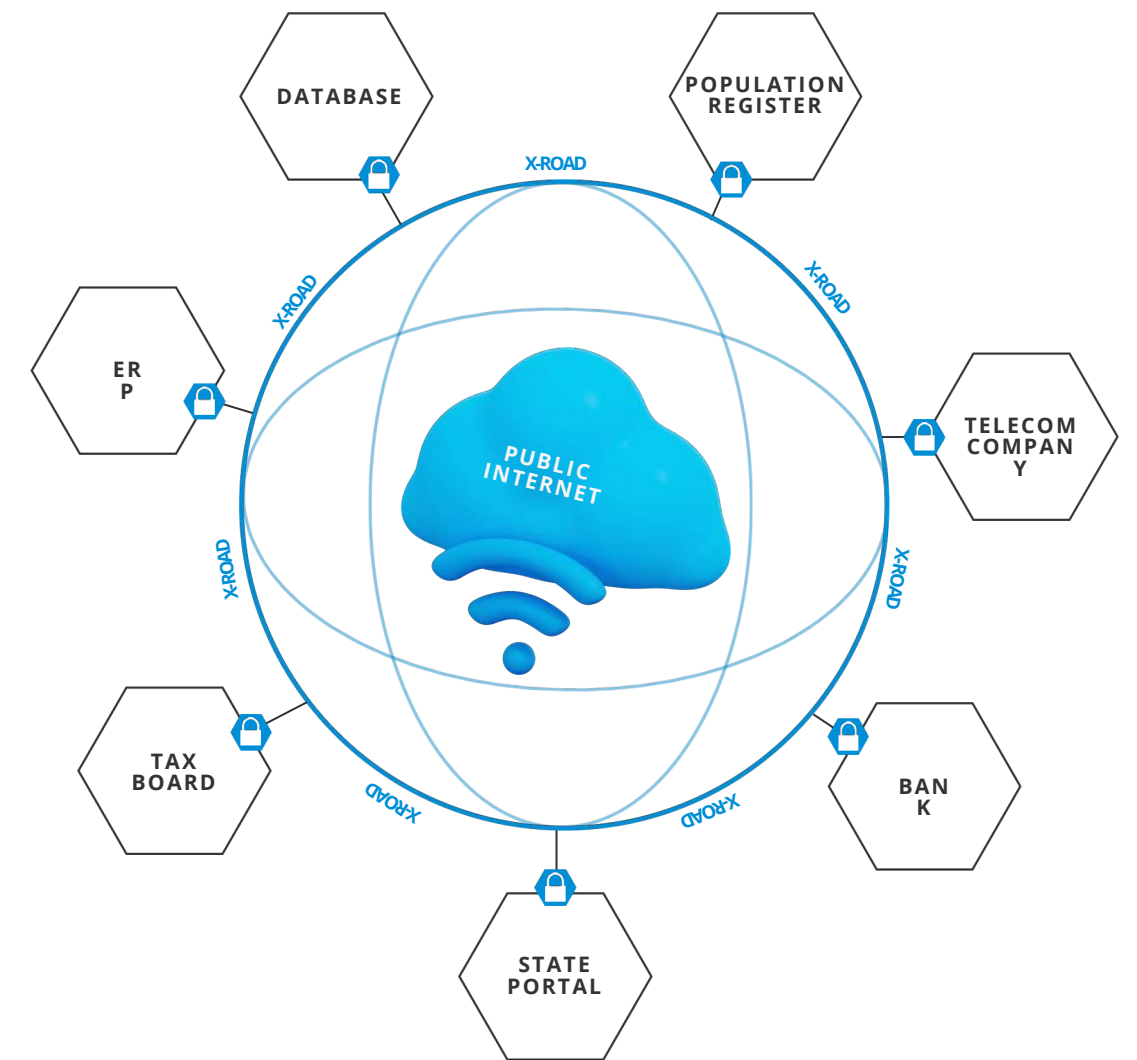 X-ROAD
DATABASE
POPULATION
REGISTER
X-ROAD
X-ROAD
ER
P
TELECOM
COMPAN
Y
PUBLIC
INTERNET
X-ROAD
X-ROAD
TAX
BOARD
BAN
K
X-ROAD
X-ROAD
STATE
PORTAL